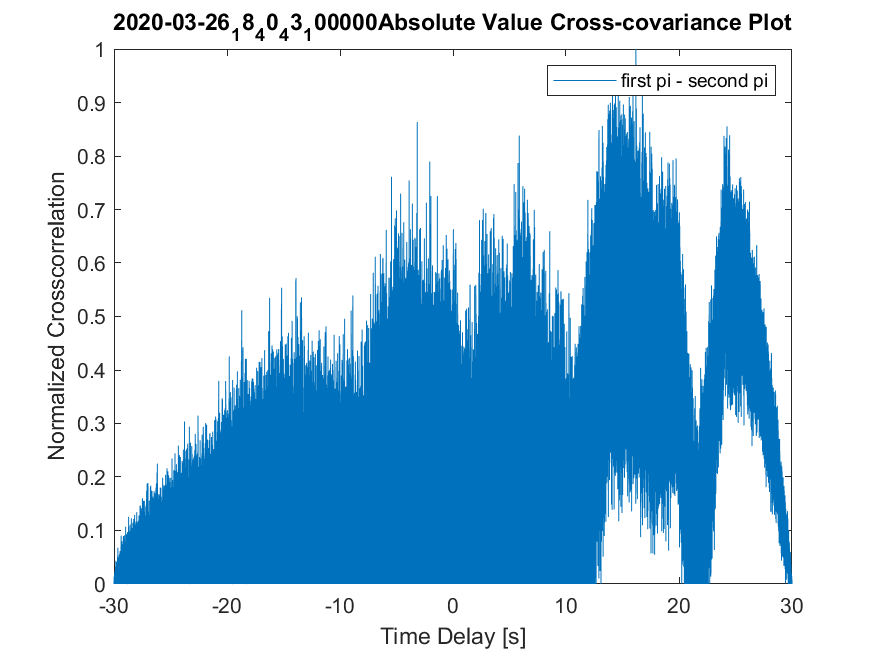 2020-03-26₁8₄0₄3₁00000Absolute Value Cross-covariance Plot
first pi - second pi
Normalized Crosscorrelation
1
0.9
0.8
0.7
0.6
0.5
0.4
0.3
0.2
0.1
0
-30 -20 -10 0 10 20 30
Time Delay [s]